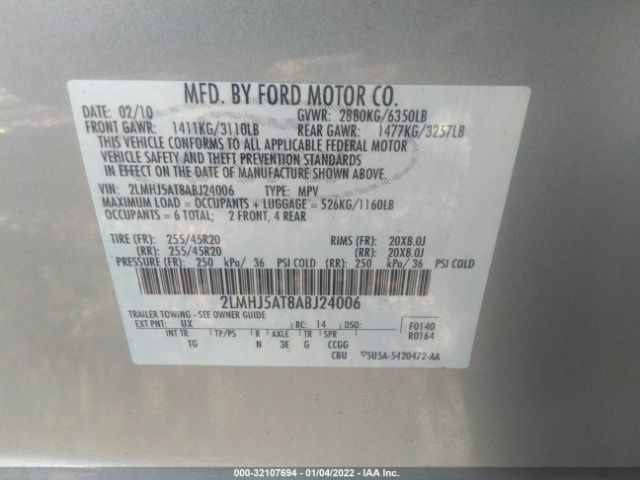 MFD. BY FORD MOTOR CO.
DATE: 02/10 GVWR: 2880KG/6350LB
FRONT GAWR: 1411KG/3110LB REAR GAWR: 1477KG/3257LB
THIS VEHICLE CONFORMS TO ALL APPLICABLE FEDERAL MOTOR
VEHICLE SAFETY AND THEFT PREVENTION STANDARDS
IN EFFECT ON THE DATE OF MANUFACTURE SHOWN ABOVE.
VIN: 2LMHJ5AT8ABJ24006 TYPE: MPV
MAXIMUM LOAD = OCCUPANTS + LUGGAGE = 526KG/1160LB
OCCUPANTS = 6 TOTAL; 2 FRONT, 4 REAR
TIRE (FR): 255/45R20 RIMS (FR): 20X8.0J
(RR): 255/45R20 (RR): 20X8.0J
PRESSURE (FR): 250 kPa/ 36 PSI COLD (RR): 250 kPa/ 36 PSI COLD
2LMHJ5AT8ABJ24006
TRAILER TOWING - SEE OWNER GUIDE
EXT PNT: UX RC: 14 DSO: F0140
INT TR TP/PS R AXLE TR SPR R0164
TG N 3E G CCGG
CBU 5U5A-5420472-AA
000-32107694 - 01/04/2022 - IAA Inc.